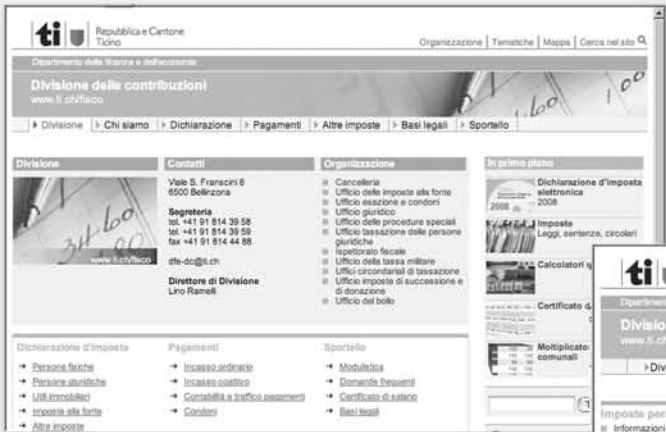 ti Repubblica e Cantone
Ticino
Organizzazione | Tematiche | Mappa | Cerca nel sito
Dipartimento delle finanze e dell'economia
Divisione delle contribuzioni
www.ti.ch/fisco
Divisione Chi siamo Dichiarazione Pagamenti Altre imposte Basi legali Sportello
Divisione
www.ti.ch/fisco
Contatti
Viale S. Franscini 6
6500 Bellinzona
Segreteria
tel. +41 91 814 39 58
tel. +41 91 814 39 59
fax +41 91 814 44 88
dfe-dc@ti.ch
Direttore di Divisione
Lino Ramelli
Organizzazione
Cancelleria
Ufficio delle imposte alla fonte
Ufficio esazione e condoni
Ufficio giuridico
Ufficio delle procedure speciali
Ufficio tassazione delle persone
giuridiche
Ispettorato fiscale
Ufficio della tassa militare
Uffici circondariali di tassazione
Ufficio imposte di successione e
di donazione
Ufficio del bollo
In primo piano
2008
Dichiarazione d'imposta
elettronica
2008
Imposte
Leggi, sentenze, circolari
Calcolatori
Certificato
Moltiplicato
comunali
Dichiarazione d'imposta
Persone fisiche
Persone giuridiche
Utili immobiliari
Imposte alla fonte
Altre imposte
Pagamenti
Incasso ordinario
Incasso coattivo
Contabilità e traffico pagamenti
Condoni
Sportello
Modulistica
Domande frequenti
Certificato di salario
Basi legali
ti
Dipartimen
Divisio
www.ti.ch
Div
Imposte per
Informazioni